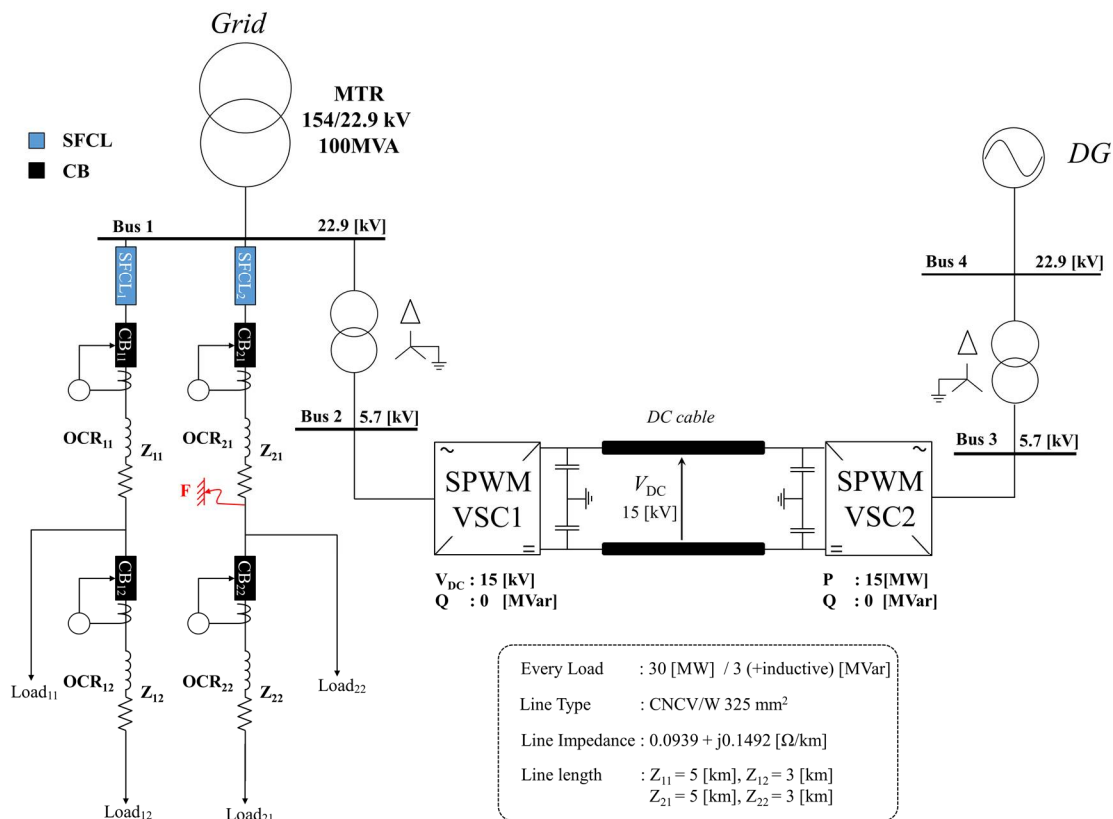 Grid
MTR
154/22.9 kV
100MVA
SFCL
CB
DG
Bus 1
22.9 [kV]
SFCL1
SFCL2
Bus 4
22.9 [kV]
CB11
CB21
Bus 2
5.7 [kV]
DC cable
Bus 3
5.7 [kV]
OCR11
Z11
OCR21
Z21
~
SPWM
VSC1
=
VDC
15 [kV]
~
SPWM
VSC2
=
F
CB12
CB22
VDC : 15 [kV]
Q : 0 [MVar]
P : 15[MW]
Q : 0 [MVar]
Load11
OCR12
Z12
OCR22
Z22
Load22
Load12
Load21
Every Load : 30 [MW] / 3 (+inductive) [MVar]
Line Type : CNCV/W 325 mm²
Line Impedance : 0.0939 + j0.1492 [Ω/km]
Line length : Z11 = 5 [km], Z12 = 3 [km]
Z21 = 5 [km], Z22 = 3 [km]